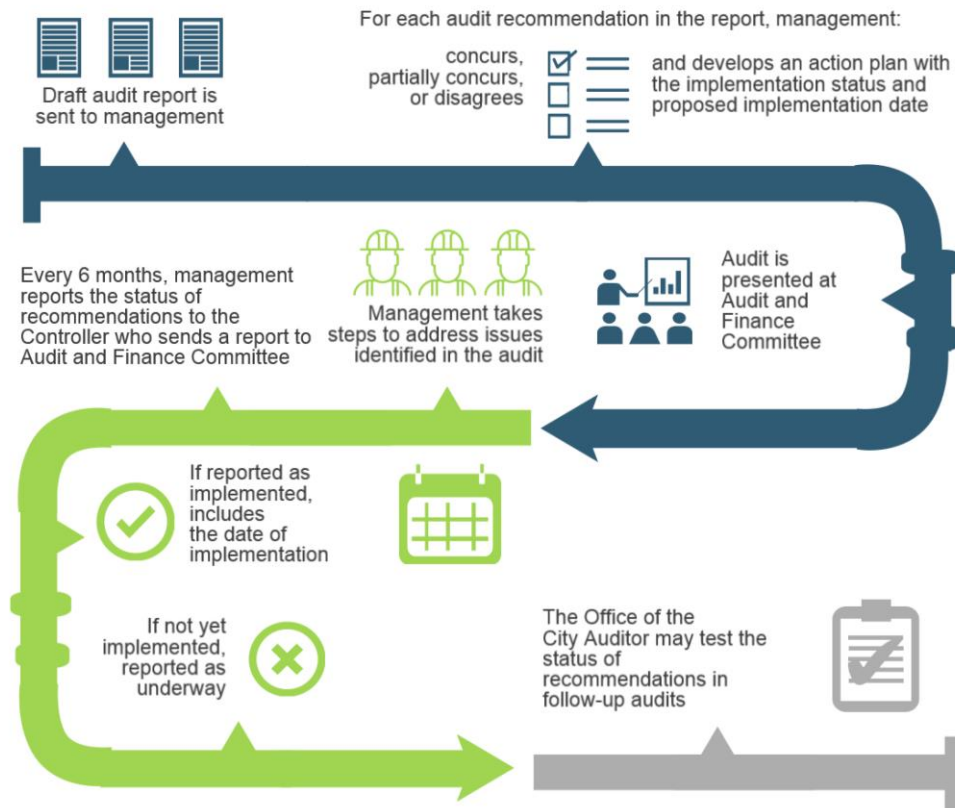 Draft audit report is
sent to management
For each audit recommendation in the report, management:
concurs,
partially concurs,
or disagrees
and develops an action plan with
the implementation status and
proposed implementation date
Audit is
presented at
Audit and
Finance
Committee
Management takes
steps to address issues
identified in the audit
Every 6 months, management
reports the status of
recommendations to the
Controller who sends a report to
Audit and Finance Committee
If reported as
implemented,
includes
the date of
implementation
If not yet
implemented,
reported as
underway
The Office of the
City Auditor may test the
status of
recommendations in
follow-up audits